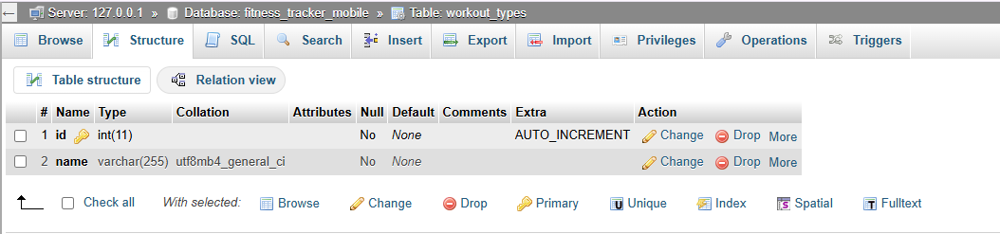 Server: 127.0.0.1 » Database: fitness_tracker_mobile » Table: workout_types
Browse Structure SQL Search Insert Export Import Privileges Operations Triggers
Table structure Relation view
# Name Type Collation Attributes Null Default Comments Extra Action
1 id int(11) No None AUTO_INCREMENT Change Drop More
2 name varchar(255) utf8mb4_general_ci No None Change Drop More
Check all With selected: Browse Change Drop Primary Unique Index Spatial Fulltext